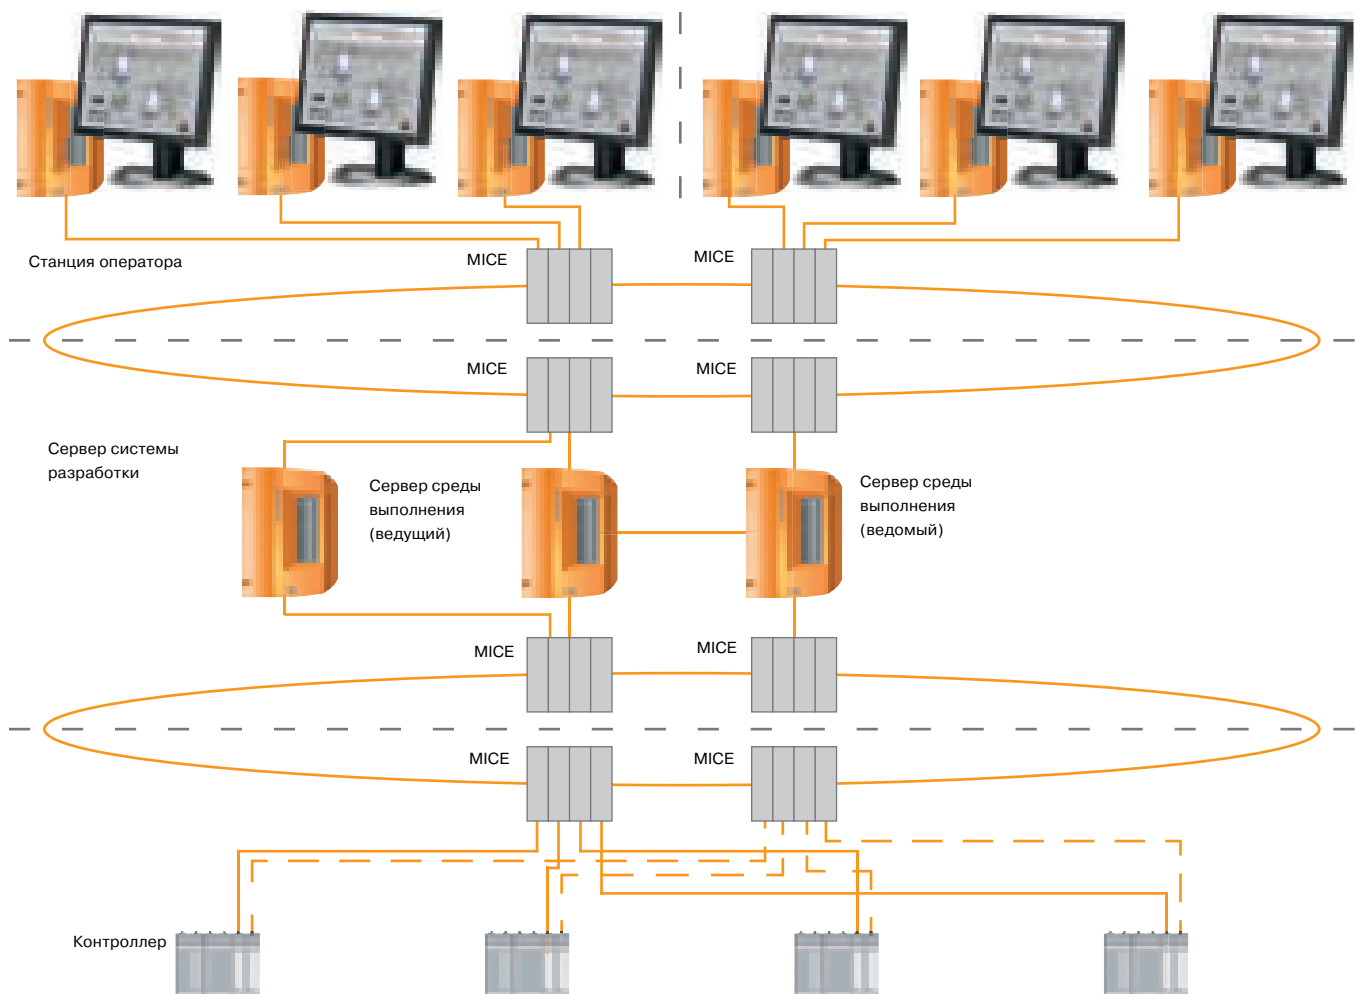 Станция оператора
MICE
MICE
MICE
MICE
Сервер системы
разработки
Сервер среды
выполнения
(ведущий)
Сервер среды
выполнения
(ведомый)
MICE
MICE
MICE
MICE
Контроллер